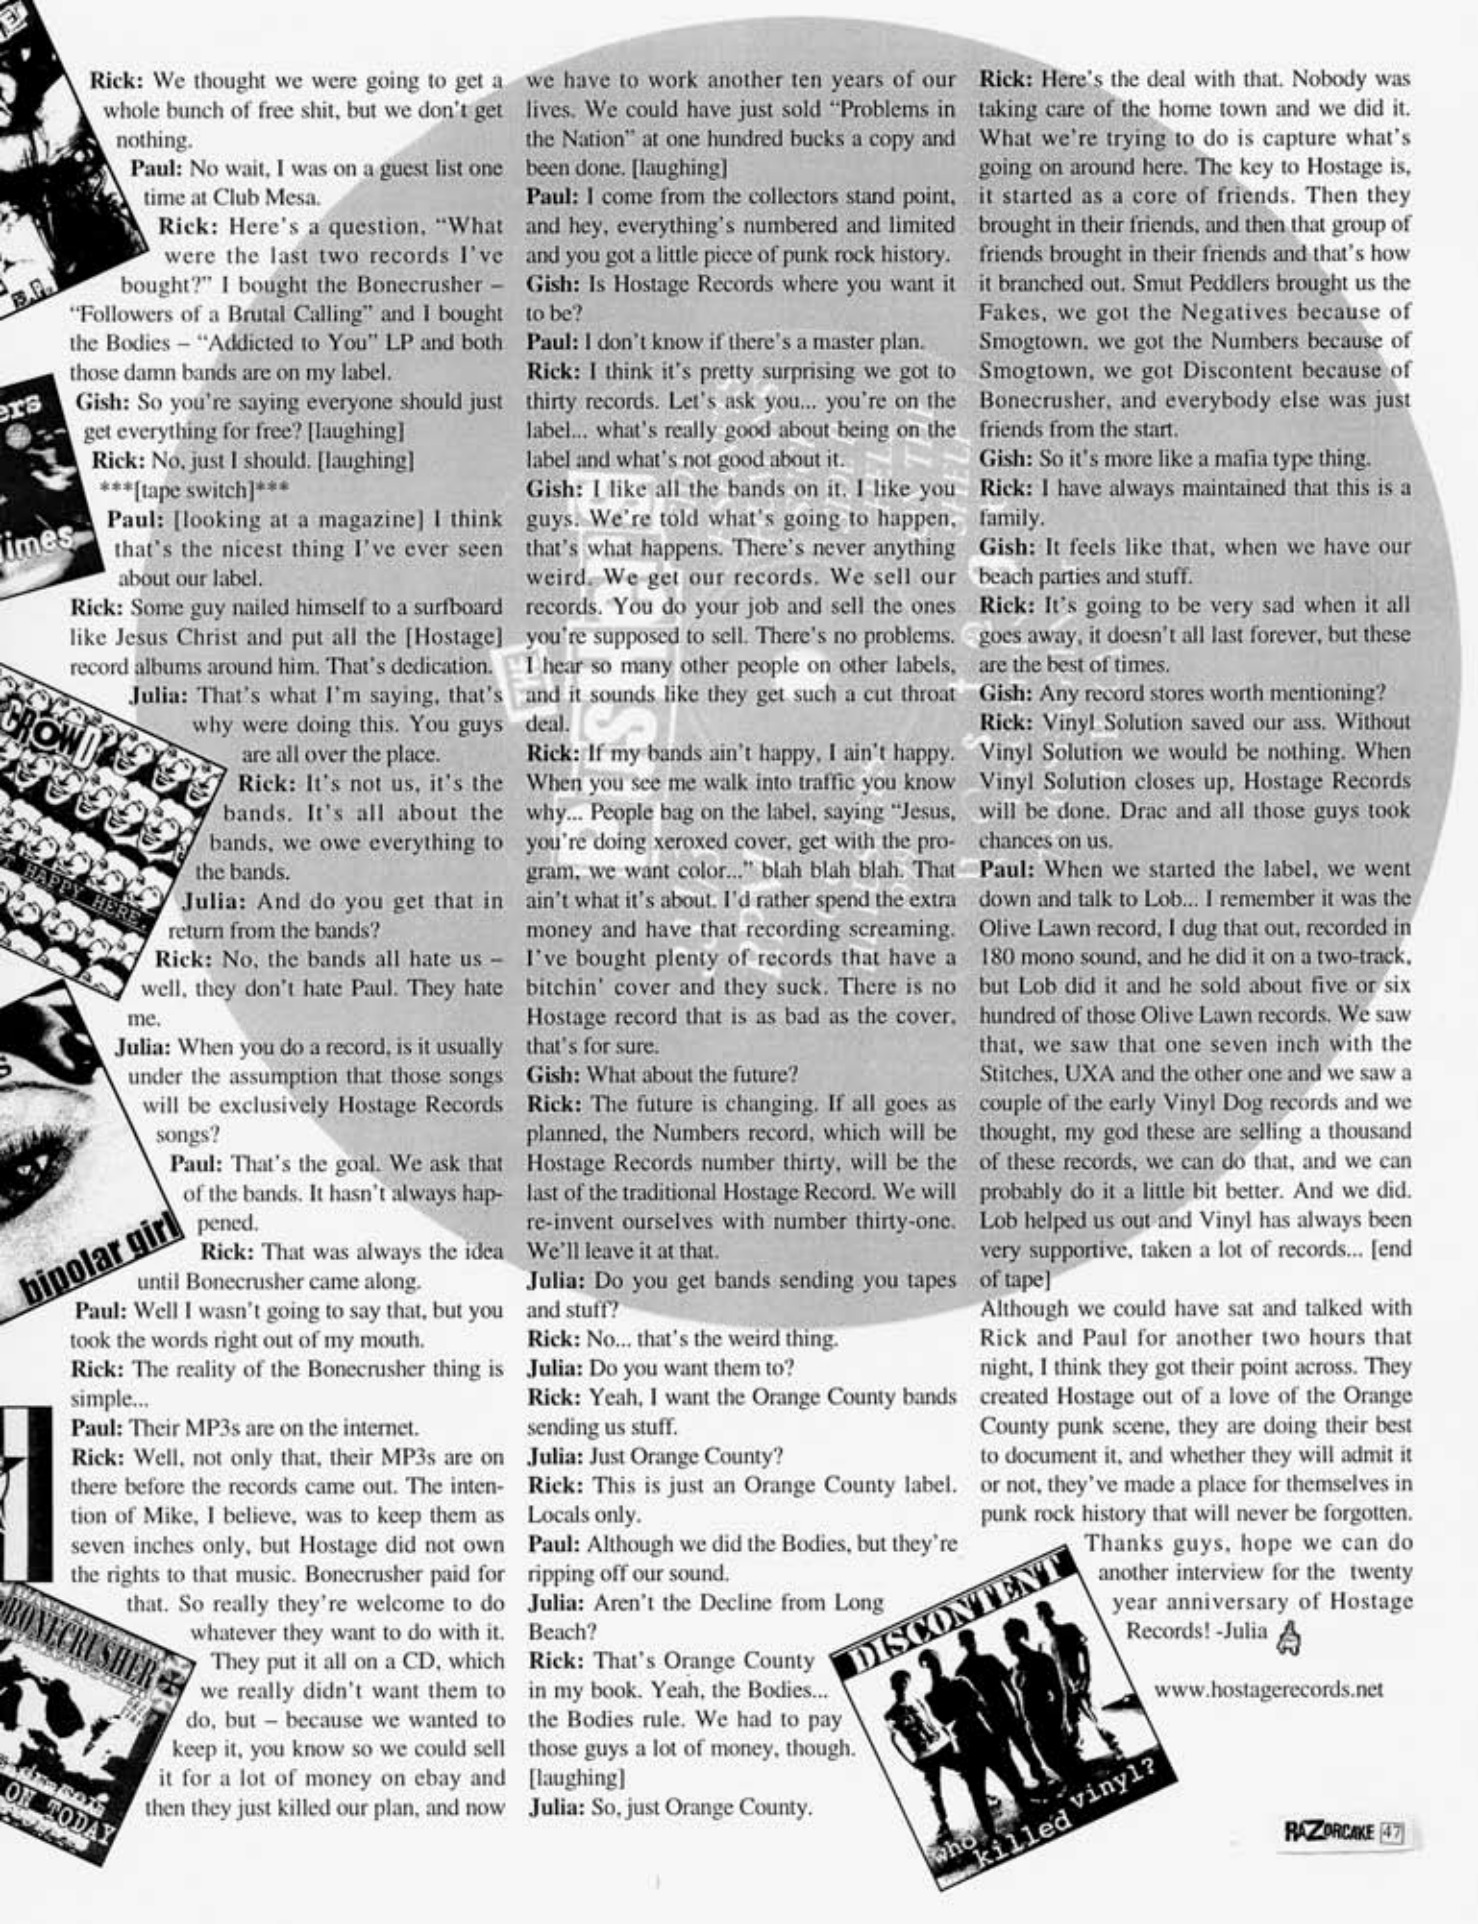 Rick: We thought we were going to get a
whole bunch of free shit, but we don't get
nothing.
Paul: No wait, I was on a guest list one
time at Club Mesa.
Rick: Here's a question, "What
were the last two records I've
bought?" I bought the Bonecrusher –
"Followers of a Brutal Calling" and I bought
the Bodies – "Addicted to You" LP and both
those damn bands are on my label.
Gish: So you're saying everyone should just
get everything for free? [laughing]
Rick: No, just I should. [laughing]
***[tape switch]***
Paul: [looking at a magazine] I think
that's the nicest thing I've ever seen
about our label.
Rick: Some guy nailed himself to a surfboard
like Jesus Christ and put all the [Hostage]
record albums around him. That's dedication.
Julia: That's what I'm saying, that's
why were doing this. You guys
are all over the place.
Rick: It's not us, it's the
bands. It's all about the
bands, we owe everything to
the bands.
Julia: And do you get that in
return from the bands?
Rick: No, the bands all hate us –
well, they don't hate Paul. They hate
me.
Julia: When you do a record, is it usually
under the assumption that those songs
will be exclusively Hostage Records
songs?
Paul: That's the goal. We ask that
of the bands. It hasn't always hap-
pened.
Rick: That was always the idea
until Bonecrusher came along.
Paul: Well I wasn't going to say that, but you
took the words right out of my mouth.
Rick: The reality of the Bonecrusher thing is
simple...
Paul: Their MP3s are on the internet.
Rick: Well, not only that, their MP3s are on
there before the records came out. The inten-
tion of Mike, I believe, was to keep them as
seven inches only, but Hostage did not own
the rights to that music. Bonecrusher paid for
that. So really they're welcome to do
whatever they want to do with it.
They put it all on a CD, which
we really didn't want them to
do, but – because we wanted to
keep it, you know so we could sell
it for a lot of money on ebay and
then they just killed our plan, and now
we have to work another ten years of our
lives. We could have just sold "Problems in
the Nation" at one hundred bucks a copy and
been done. [laughing]
Paul: I come from the collectors stand point,
and hey, everything's numbered and limited
and you got a little piece of punk rock history.
Gish: Is Hostage Records where you want it
to be?
Paul: I don't know if there's a master plan.
Rick: I think it's pretty surprising we got to
thirty records. Let's ask you... you're on the
label... what's really good about being on the
label and what's not good about it.
Gish: I like all the bands on it. I like you
guys. We're told what's going to happen,
that's what happens. There's never anything
weird. We get our records. We sell our
records. You do your job and sell the ones
you're supposed to sell. There's no problems.
I hear so many other people on other labels,
and it sounds like they get such a cut throat
deal.
Rick: If my bands ain't happy, I ain't happy.
When you see me walk into traffic you know
why... People bag on the label, saying "Jesus,
you're doing xeroxed cover, get with the pro-
gram, we want color..." blah blah blah. That
ain't what it's about. I'd rather spend the extra
money and have that recording screaming.
I've bought plenty of records that have a
bitchin' cover and they suck. There is no
Hostage record that is as bad as the cover,
that's for sure.
Gish: What about the future?
Rick: The future is changing. If all goes as
planned, the Numbers record, which will be
Hostage Records number thirty, will be the
last of the traditional Hostage Record. We will
re-invent ourselves with number thirty-one.
We'll leave it at that.
Julia: Do you get bands sending you tapes
and stuff?
Rick: No... that's the weird thing.
Julia: Do you want them to?
Rick: Yeah, I want the Orange County bands
sending us stuff.
Julia: Just Orange County?
Rick: This is just an Orange County label.
Locals only.
Paul: Although we did the Bodies, but they're
ripping off our sound.
Julia: Aren't the Decline from Long
Beach?
Rick: That's Orange County
in my book. Yeah, the Bodies...
the Bodies rule. We had to pay
those guys a lot of money, though.
[laughing]
Julia: So, just Orange County.
Rick: Here's the deal with that. Nobody was
taking care of the home town and we did it.
What we're trying to do is capture what's
going on around here. The key to Hostage is,
it started as a core of friends. Then they
brought in their friends, and then that group of
friends brought in their friends and that's how
it branched out. Smut Peddlers brought us the
Fakes, we got the Negatives because of
Smogtown, we got the Numbers because of
Smogtown, we got Discontent because of
Bonecrusher, and everybody else was just
friends from the start.
Gish: So it's more like a mafia type thing.
Rick: I have always maintained that this is a
family.
Gish: It feels like that, when we have our
beach parties and stuff.
Rick: It's going to be very sad when it all
goes away, it doesn't all last forever, but these
are the best of times.
Gish: Any record stores worth mentioning?
Rick: Vinyl Solution saved our ass. Without
Vinyl Solution we would be nothing. When
Vinyl Solution closes up, Hostage Records
will be done. Drac and all those guys took
chances on us.
Paul: When we started the label, we went
down and talk to Lob... I remember it was the
Olive Lawn record, I dug that out, recorded in
180 mono sound, and he did it on a two-track,
but Lob did it and he sold about five or six
hundred of those Olive Lawn records. We saw
that, we saw that one seven inch with the
Stitches, UXA and the other one and we saw a
couple of the early Vinyl Dog records and we
thought, my god these are selling a thousand
of these records, we can do that, and we can
probably do it a little bit better. And we did.
Lob helped us out and Vinyl has always been
very supportive, taken a lot of records... [end
of tape]
Although we could have sat and talked with
Rick and Paul for another two hours that
night, I think they got their point across. They
created Hostage out of a love of the Orange
County punk scene, they are doing their best
to document it, and whether they will admit it
or not, they've made a place for themselves in
punk rock history that will never be forgotten.
Thanks guys, hope we can do
another interview for the twenty
year anniversary of Hostage
Records! -Julia
www.hostagerecords.net
E.P.
ers
imes
CROWD
T HAPPY HERE.
bipolar girl
BONECRUSHER
ON TODAY
DISCONTENT
who killed vinyl?
RAZORCAKE 47